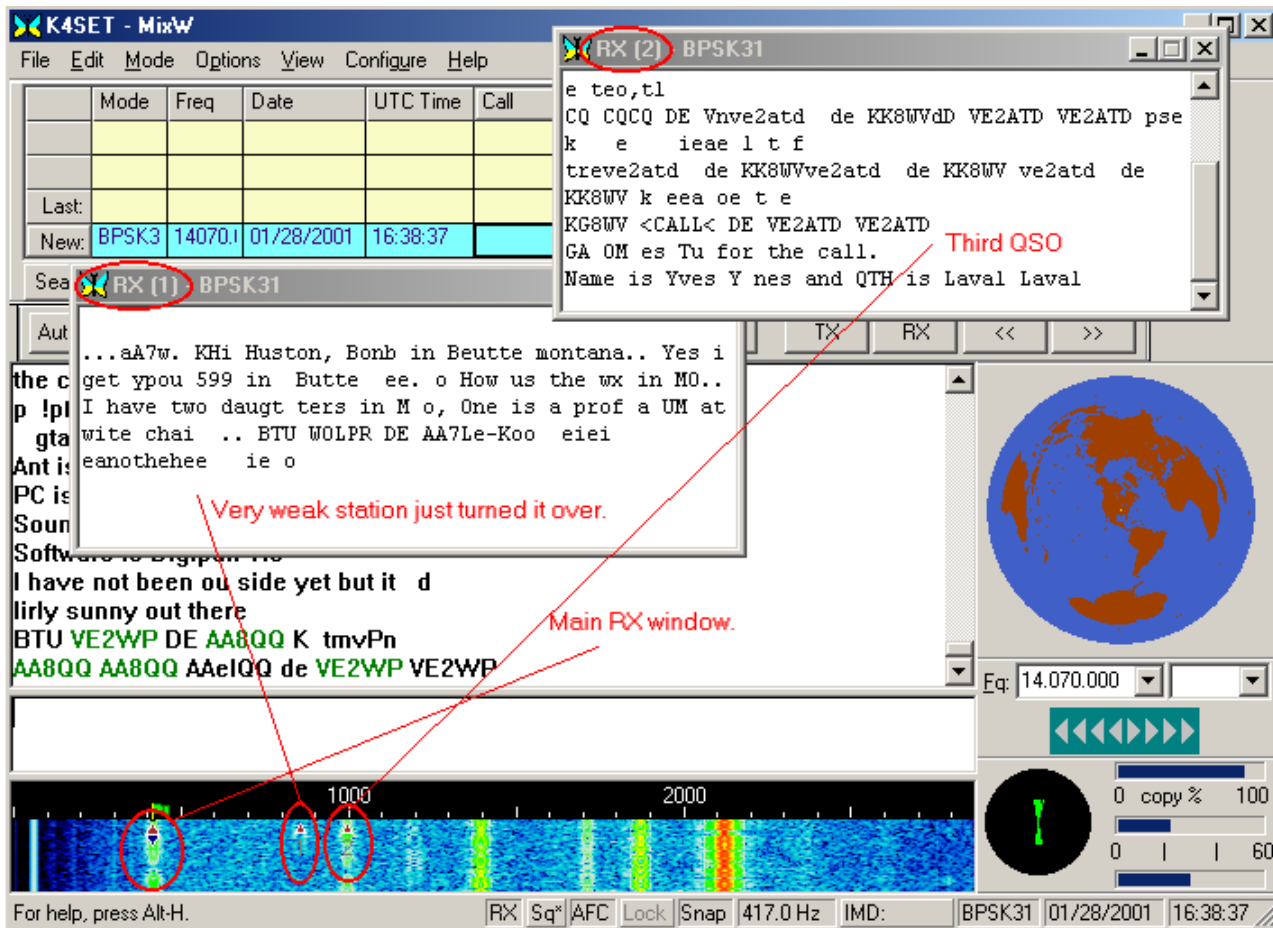 K4SET - MixW
File Edit Mode Options View Configure Help
Mode Freq Date UTC Time Call
Last:
New: BPSK3 14070. 01/28/2001 16:38:37
Sea
RX (2) - BPSK31
e teo,tl
CQ CQCQ DE Vnve2atd de KK8WVdD VE2ATD VE2ATD pse
k e ieae l t f
treve2atd de KK8WVve2atd de KK8WV ve2atd de
KK8WV k eea oe t e
KG8WV <CALL< DE VE2ATD VE2ATD
GA OM es Tu for the call.
Name is Yves Y nes and QTH is Laval Laval
Third QSO
RX (1) - BPSK31
...aA7w. KHi Huston, Bonb in Beutte montana.. Yes i
get ypou 599 in Butte ee. o How us the wx in MO..
I have two daugt ters in M o, One is a prof a UM at
wite chai .. BTU WOLPR DE AA7Le-Koo eiei
eanothehee ie o
Very weak station just turned it over.
Aut TX RX << >>
the c
p !pl
gta
Ant is
PC is
Soun
I have not been ou side yet but it d
lirly sunny out there
BTU VE2WP DE AA8QQ K tmvPn
AA8QQ AA8QQ AAelQQ de VE2WP VE2WP
Main RX window.
Fq: 14.070.000
1000 2000
0 copy % 100
0 60
For help, press Alt-H. RX Sq* AFC Lock Snap 417.0 Hz IMD: BPSK31 01/28/2001 16:38:37